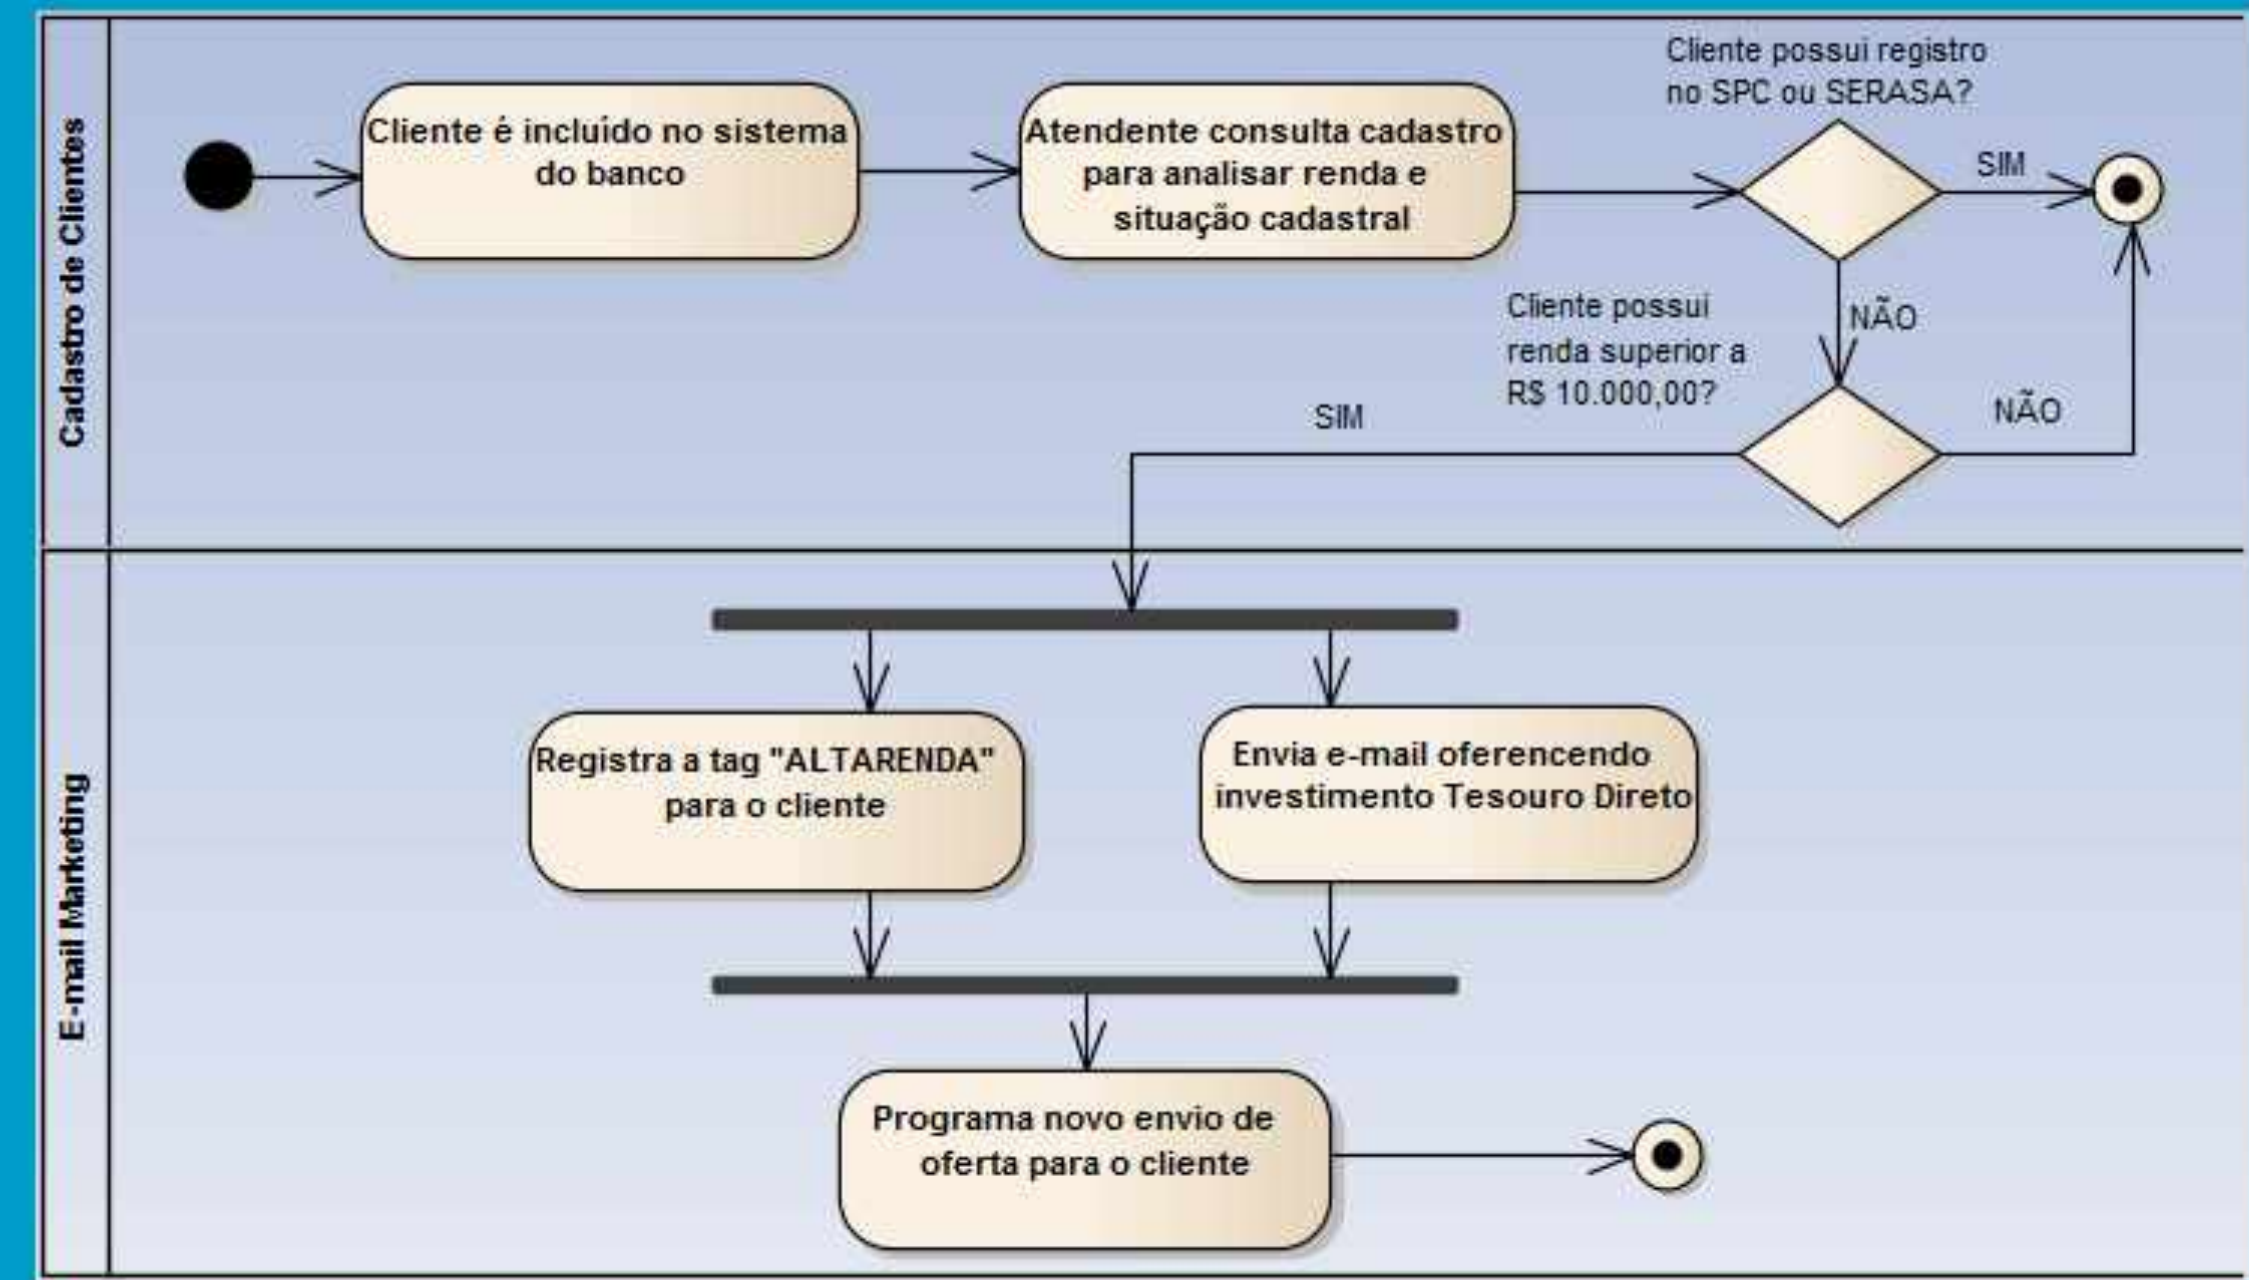 Cadastro de Clientes
Cliente é incluído no sistema
do banco
Atendente consulta cadastro
para analisar renda e
situação cadastral
Cliente possui registro
no SPC ou SERASA?
SIM
NÃO
Cliente possui
renda superior a
R$ 10.000,00?
SIM
NÃO
E-mail Marketing
Registra a tag "ALTARENDA"
para o cliente
Envia e-mail oferencendo
investimento Tesouro Direto
Programa novo envio de
oferta para o cliente